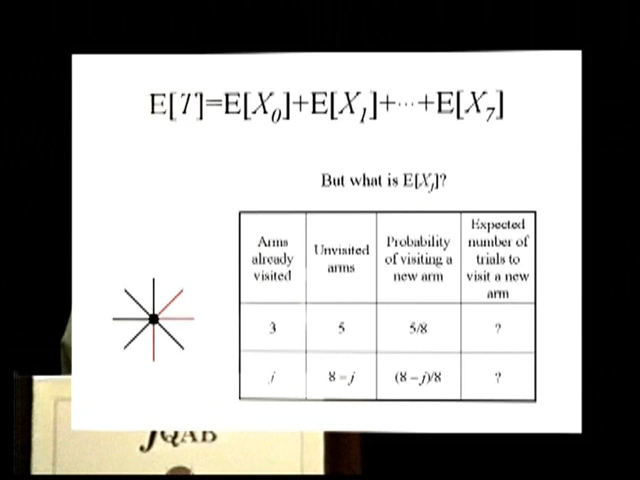 E[T]=E[X₀]+E[X₁]+···+E[X₇]
But what is E[Xⱼ]?
Arms already visited
Unvisited arms
Probability of visiting a new arm
Expected number of trials to visit a new arm
3 5 5/8 ?
j 8 – j (8 – j)/8 ?
JQAB